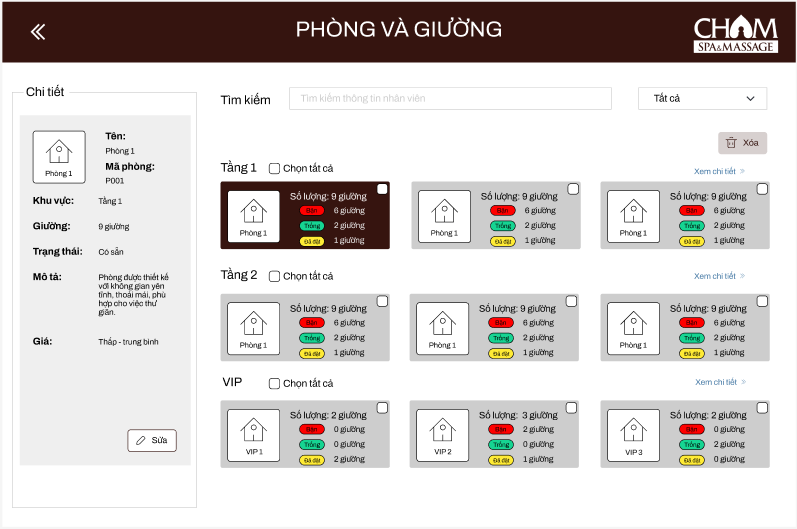 PHÒNG VÀ GIƯỜNG
CHAM
SPA&MASSAGE
Chi tiết
Phòng 1
Tên:
Phòng 1
Mã phòng:
P001
Khu vực: Tầng 1
Giường: 9 giường
Trạng thái: Có sẵn
Mô tả: Phòng được thiết kế
với không gian yên
tĩnh, thoải mái, phù
hợp cho việc thư
giãn.
Giá: Thấp - trung bình
Sửa
Tìm kiếm Tìm kiếm thông tin nhân viên Tất cả
Xóa
Tầng 1 Chọn tất cả Xem chi tiết »
Phòng 1
Số lượng: 9 giường
Bận 6 giường
Trống 2 giường
Đã đặt 1 giường
Phòng 1
Số lượng: 9 giường
Bận 6 giường
Trống 2 giường
Đã đặt 1 giường
Phòng 1
Số lượng: 9 giường
Bận 6 giường
Trống 2 giường
Đã đặt 1 giường
Tầng 2 Chọn tất cả Xem chi tiết »
Phòng 1
Số lượng: 9 giường
Bận 6 giường
Trống 2 giường
Đã đặt 1 giường
Phòng 1
Số lượng: 9 giường
Bận 6 giường
Trống 2 giường
Đã đặt 1 giường
Phòng 1
Số lượng: 9 giường
Bận 6 giường
Trống 2 giường
Đã đặt 1 giường
VIP Chọn tất cả Xem chi tiết »
VIP 1
Số lượng: 2 giường
Bận 0 giường
Trống 0 giường
Đã đặt 2 giường
VIP 2
Số lượng: 3 giường
Bận 2 giường
Trống 0 giường
Đã đặt 1 giường
VIP 3
Số lượng: 2 giường
Bận 0 giường
Trống 2 giường
Đã đặt 0 giường